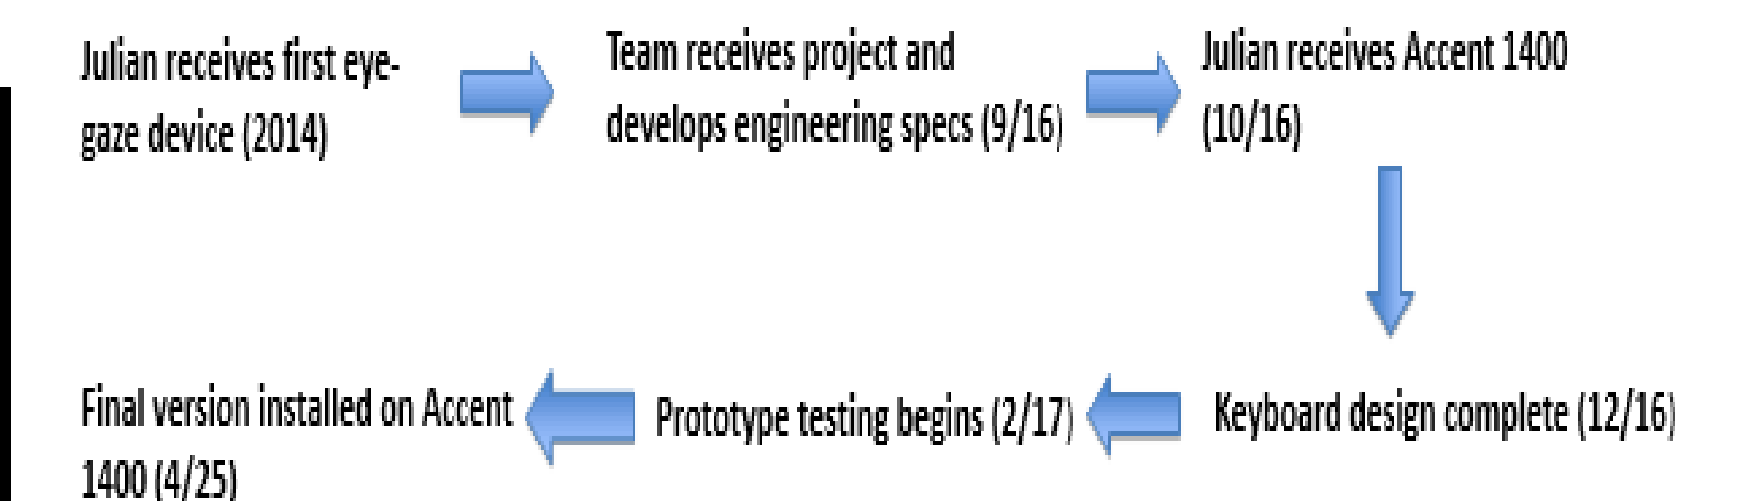 Julian receives first eye-
gaze device (2014)
Team receives project and
develops engineering specs (9/16)
Julian receives Accent 1400
(10/16)
Keyboard design complete (12/16)
Prototype testing begins (2/17)
Final version installed on Accent
1400 (4/25)